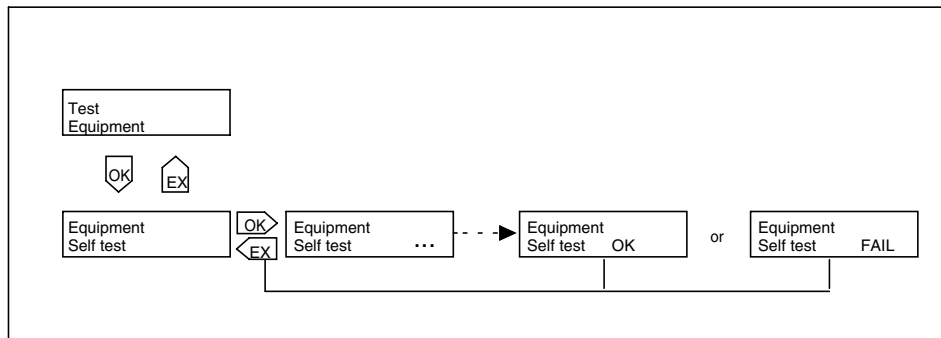 Test
Equipment
OK
EX
Equipment
Self test
OK
EX
Equipment
Self test ...
Equipment
Self test OK
or
Equipment
Self test FAIL